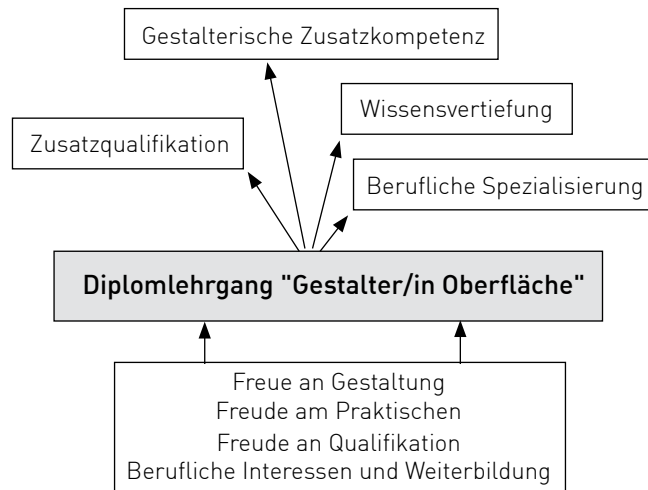 Gestalterische Zusatzkompetenz
Wissensvertiefung
Zusatzqualifikation
Berufliche Spezialisierung
Diplomlehrgang "Gestalter/in Oberfläche"
Freue an Gestaltung
Freude am Praktischen
Freude an Qualifikation
Berufliche Interessen und Weiterbildung